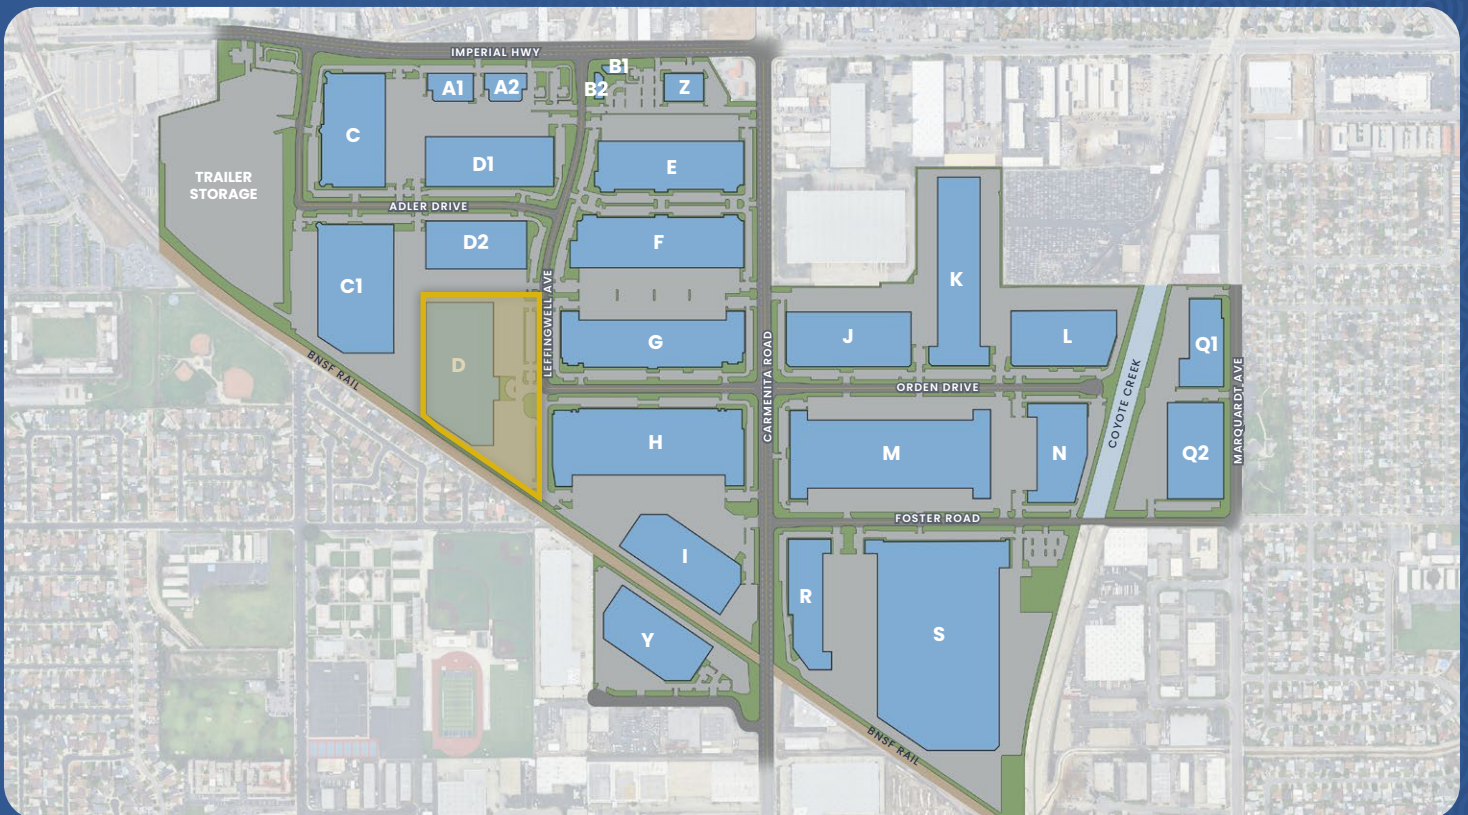 IMPERIAL HWY
B1
A1
A2
B2
Z
C
D1
E
TRAILER
STORAGE
ADLER DRIVE
D2
F
C1
K
LEFFINGWELL AVE
G
J
L
Q1
D
BNSF RAIL
CARMENITA ROAD
ORDEN DRIVE
COYOTE CREEK
MARQUARDT AVE
H
M
N
Q2
FOSTER ROAD
I
R
Y
S
BNSF RAIL